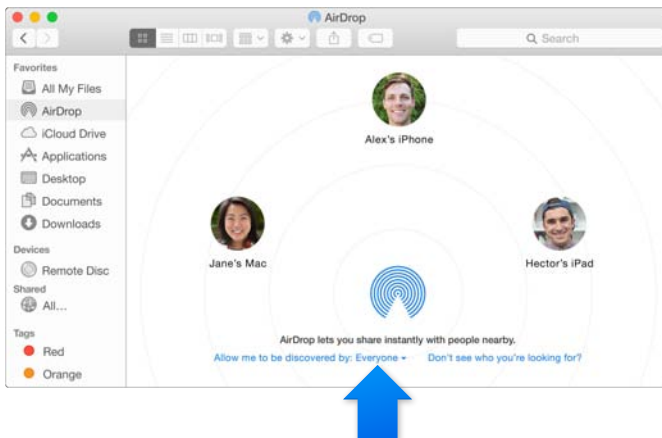 AirDrop
Search
Favorites
All My Files
AirDrop
iCloud Drive
Applications
Desktop
Documents
Downloads
Devices
Remote Disc
Shared
All...
Tags
Red
Orange
Alex's iPhone
Jane's Mac
Hector's iPad
AirDrop lets you share instantly with people nearby.
Allow me to be discovered by: Everyone Don't see who you're looking for?